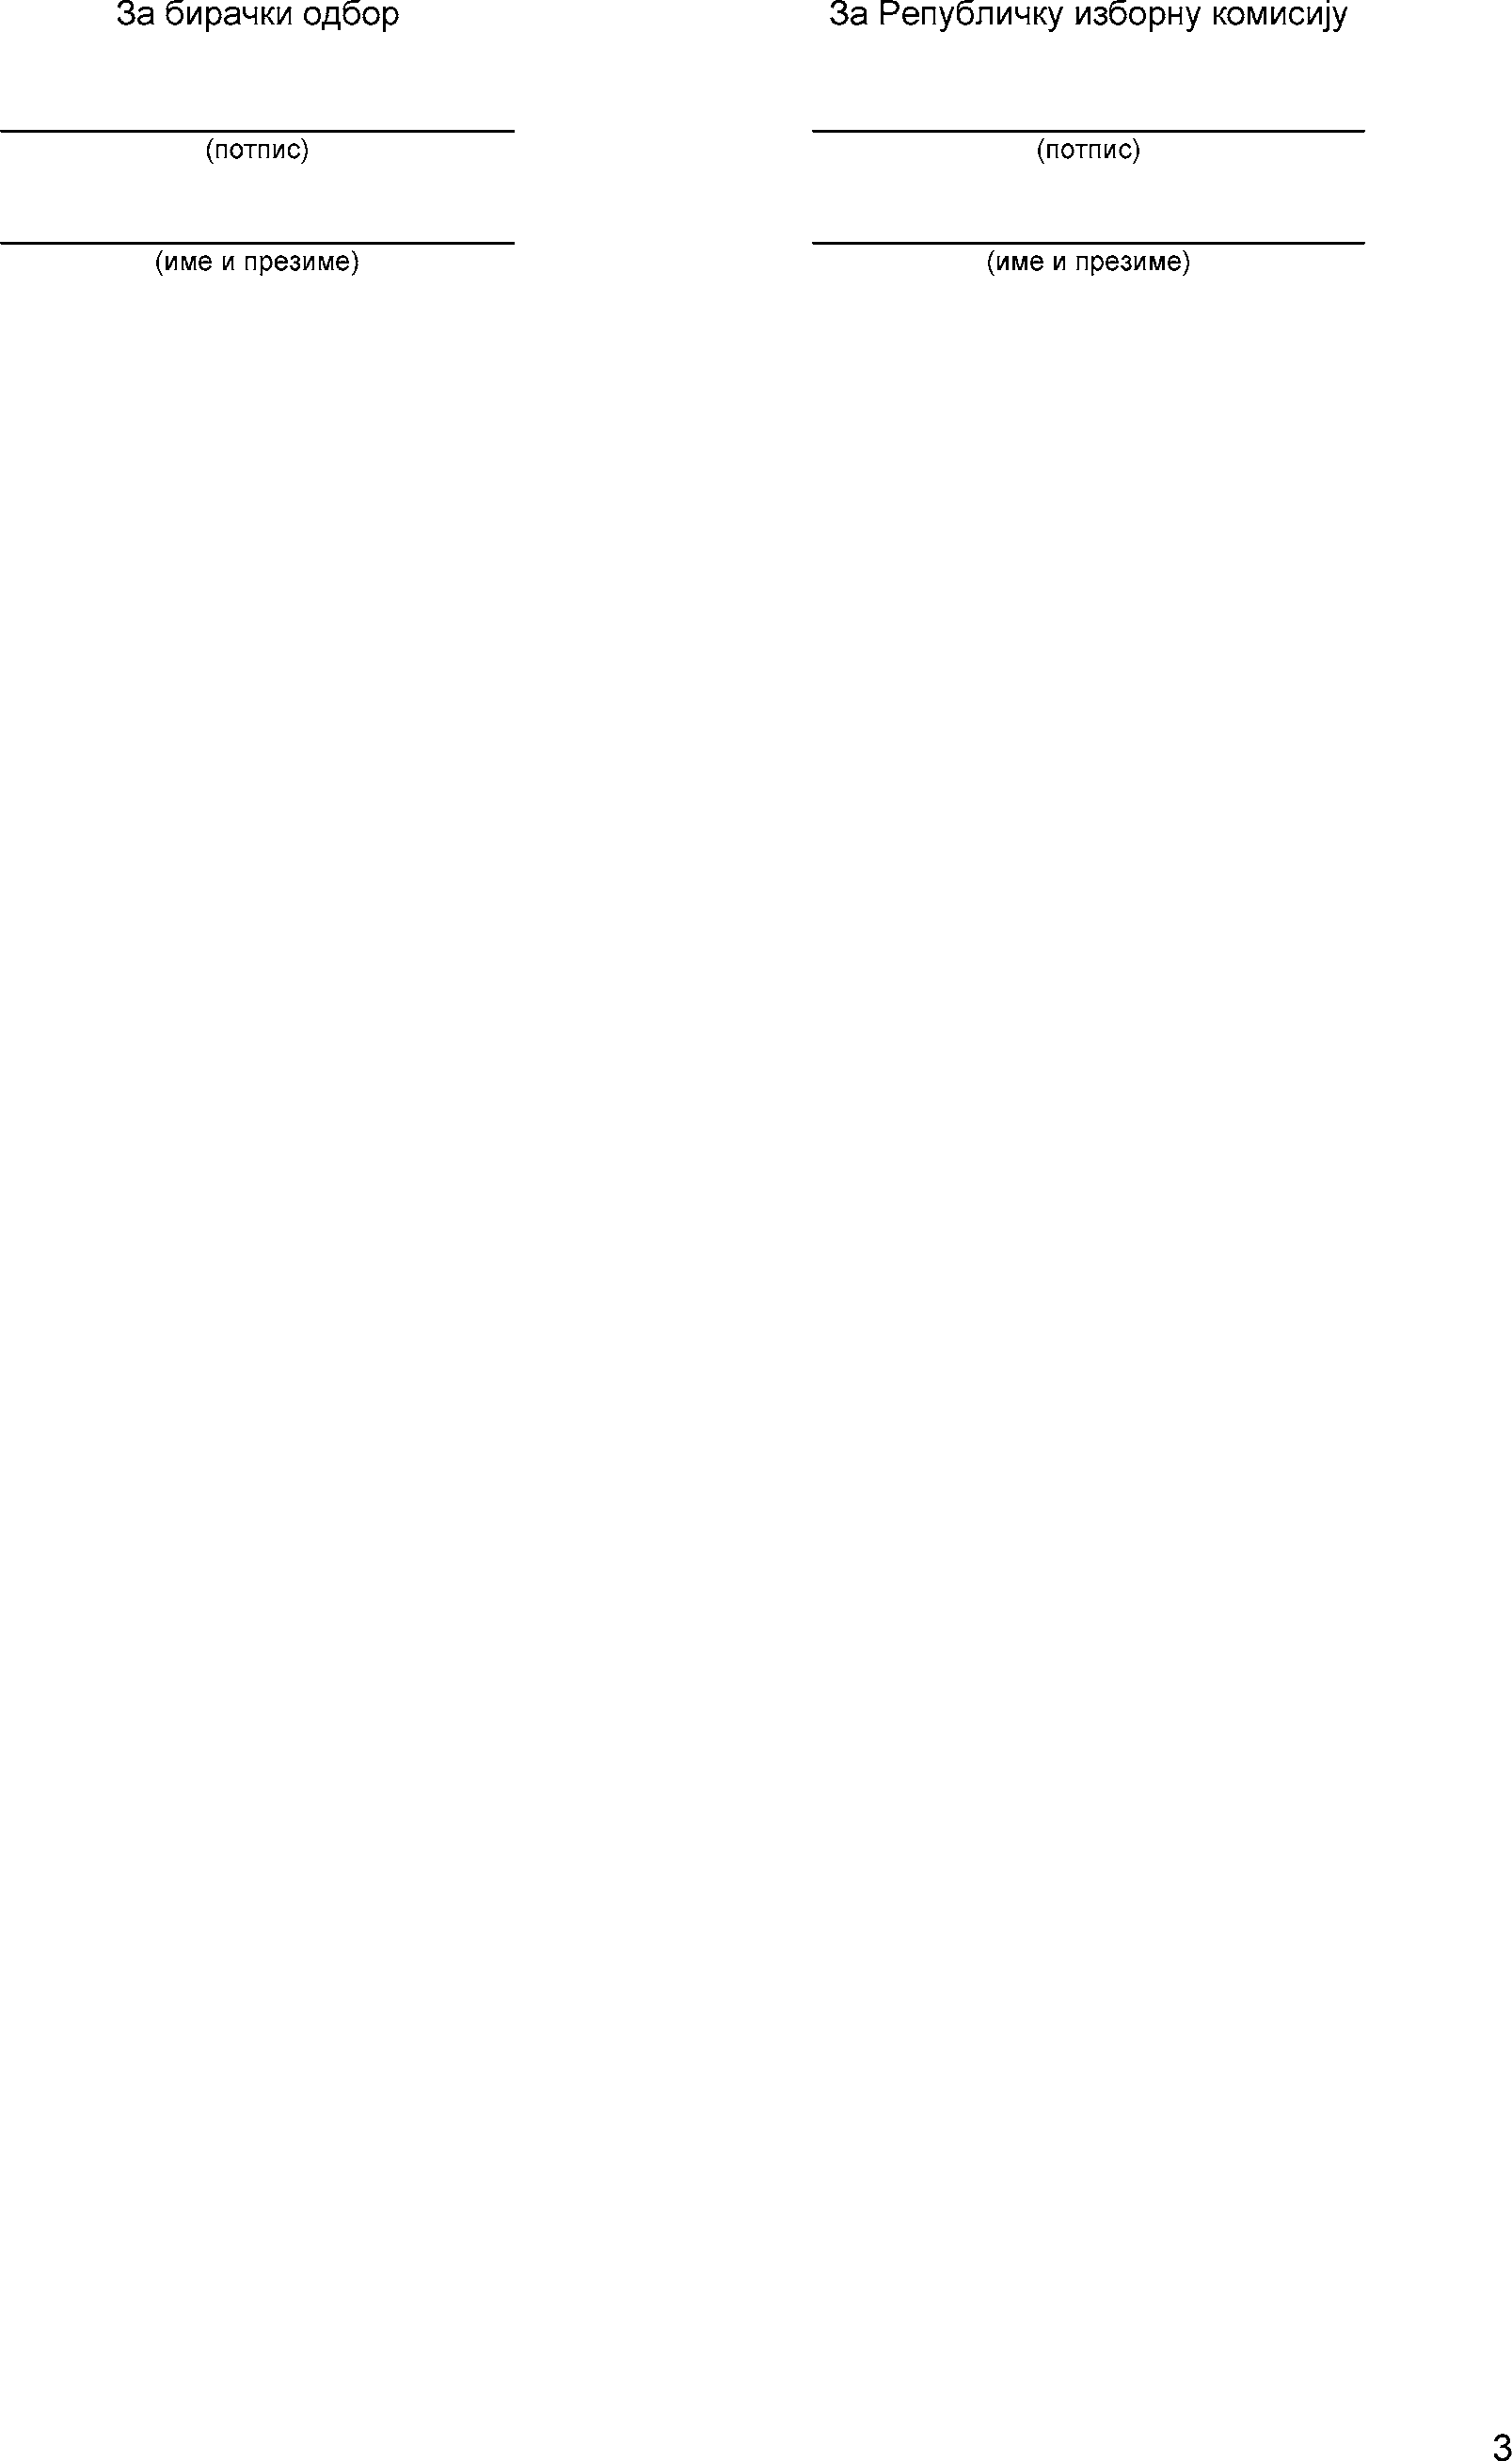 За бирачки одбор
За Републичку изборну комисију
(потпис)
(потпис)
(име и презиме)
(име и презиме)
3